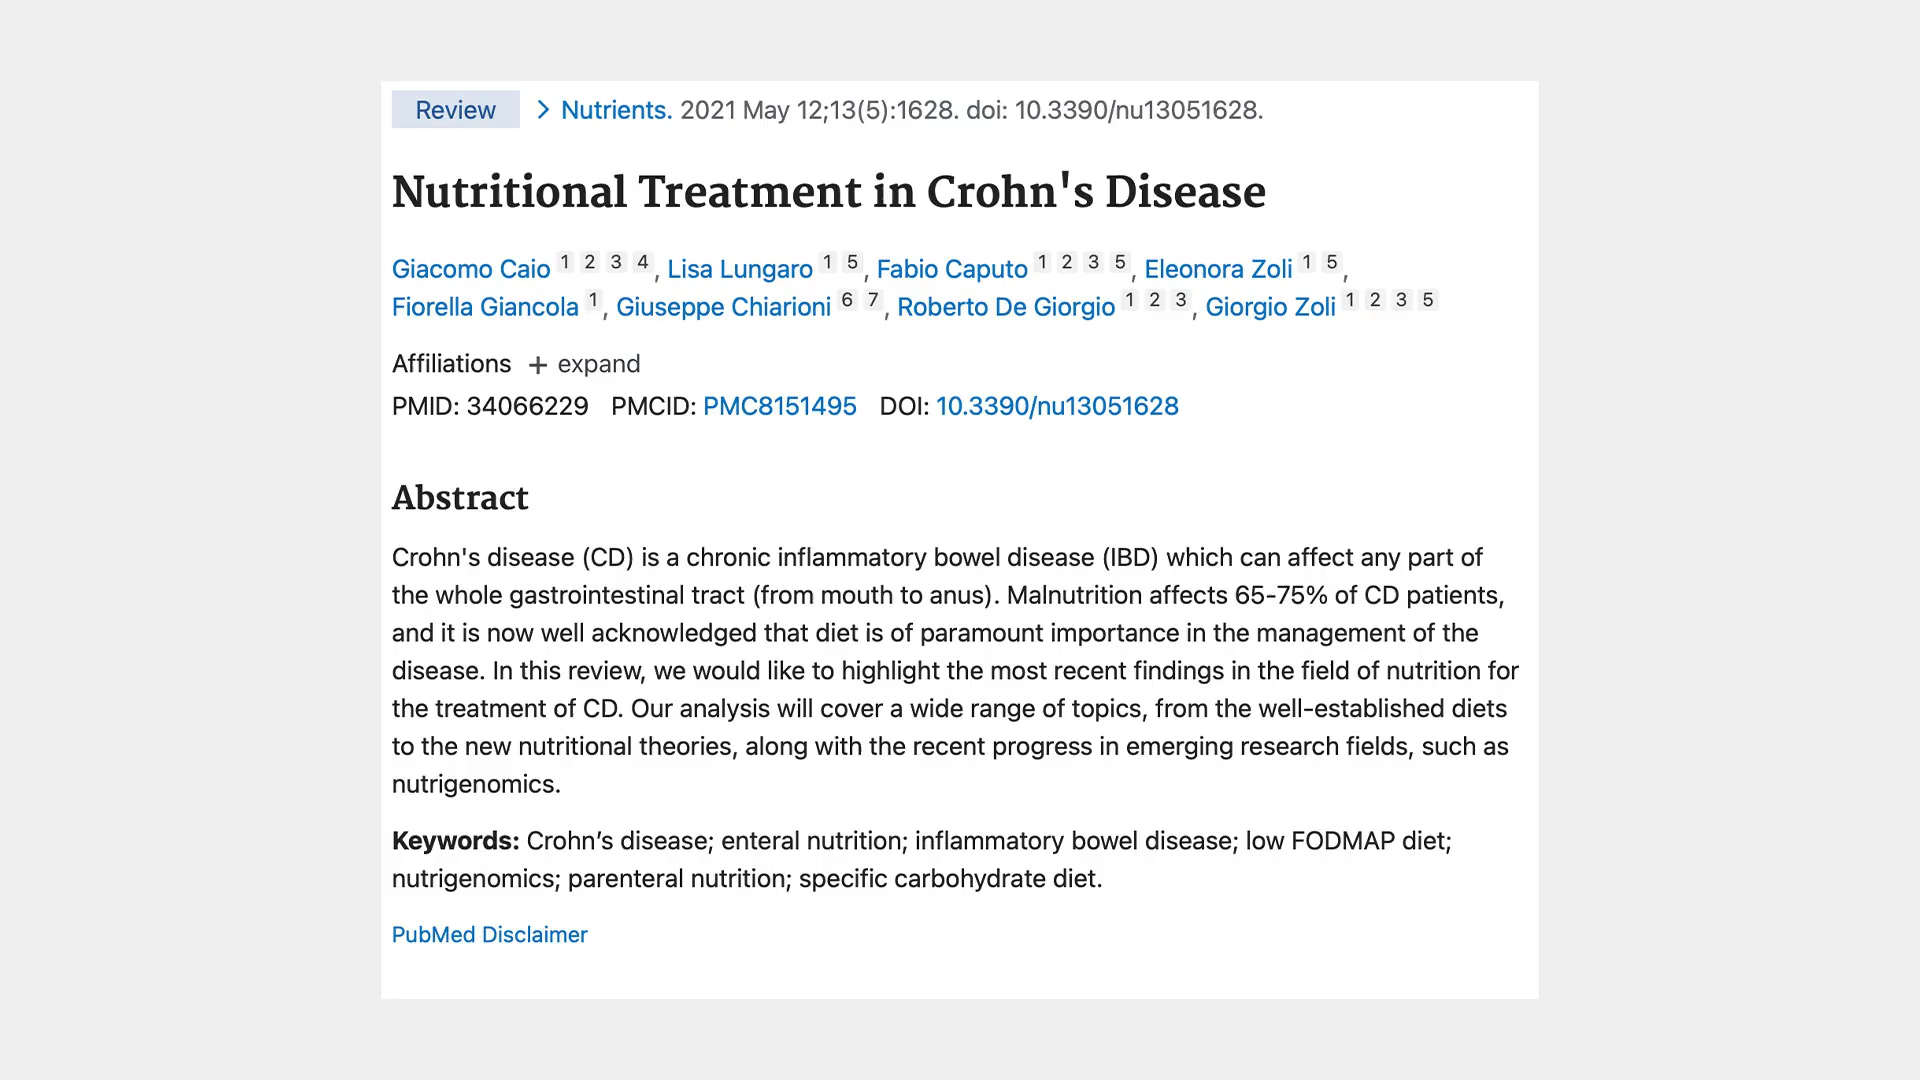 Review > Nutrients. 2021 May 12;13(5):1628. doi: 10.3390/nu13051628.
Nutritional Treatment in Crohn's Disease
Giacomo Caio 1 2 3 4, Lisa Lungaro 1 5, Fabio Caputo 1 2 3 5, Eleonora Zoli 1 5,
Fiorella Giancola 1, Giuseppe Chiarioni 6 7, Roberto De Giorgio 1 2 3, Giorgio Zoli 1 2 3 5
Affiliations + expand
PMID: 34066229 PMCID: PMC8151495 DOI: 10.3390/nu13051628
Abstract
Crohn's disease (CD) is a chronic inflammatory bowel disease (IBD) which can affect any part of
the whole gastrointestinal tract (from mouth to anus). Malnutrition affects 65-75% of CD patients,
and it is now well acknowledged that diet is of paramount importance in the management of the
disease. In this review, we would like to highlight the most recent findings in the field of nutrition for
the treatment of CD. Our analysis will cover a wide range of topics, from the well-established diets
to the new nutritional theories, along with the recent progress in emerging research fields, such as
nutrigenomics.
Keywords: Crohn’s disease; enteral nutrition; inflammatory bowel disease; low FODMAP diet;
nutrigenomics; parenteral nutrition; specific carbohydrate diet.
PubMed Disclaimer